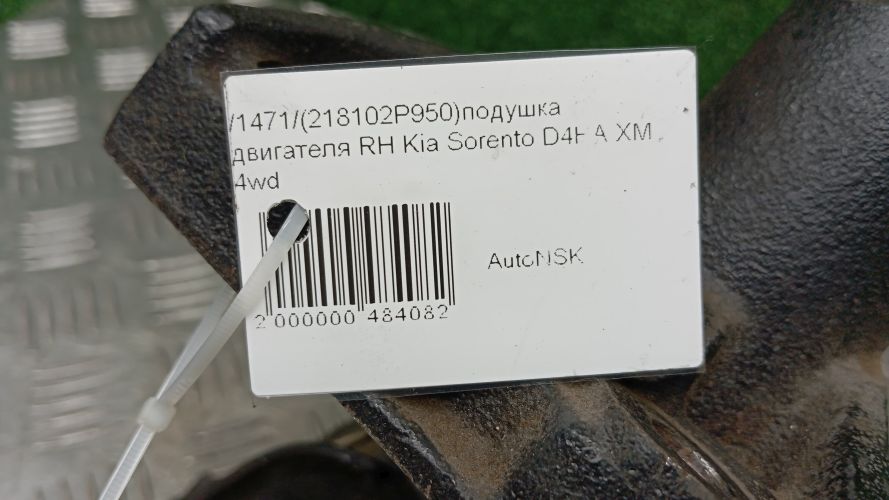 /1471/(218102P950)подушка
двигателя RH Kia Sorento D4HA XM
4wd
AutoNSK
2 000000 484082